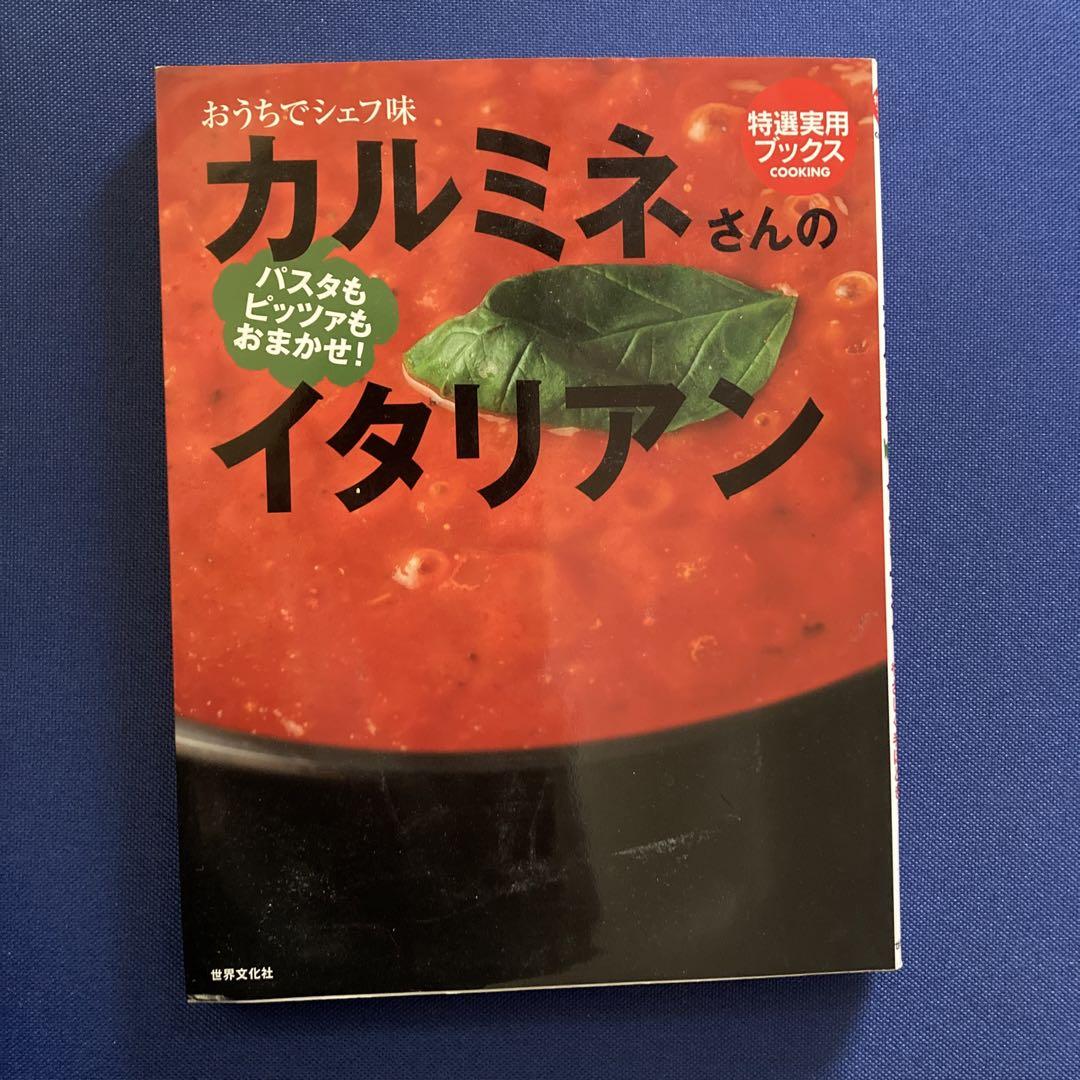 おうちでシェフ味
カルミネさんの
パスタも
ピッツァも
おまかせ!
イタリアン
特選実用
ブックス
COOKING
世界文化社